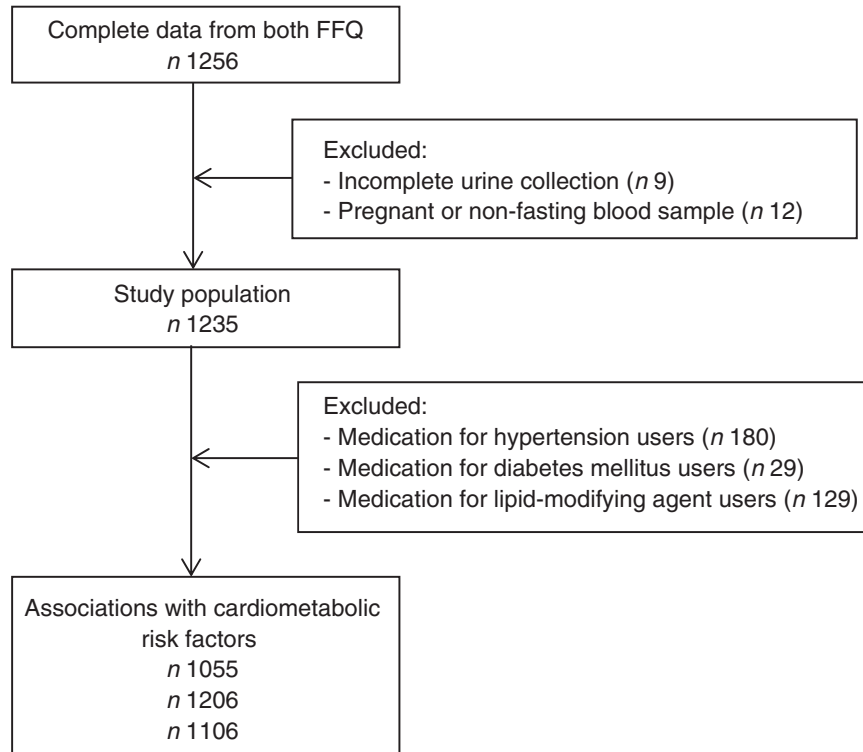 Complete data from both FFQ
n 1256
Excluded:
- Incomplete urine collection (n 9)
- Pregnant or non-fasting blood sample (n 12)
Study population
n 1235
Excluded:
- Medication for hypertension users (n 180)
- Medication for diabetes mellitus users (n 29)
- Medication for lipid-modifying agent users (n 129)
Associations with cardiometabolic
risk factors
n 1055
n 1206
n 1106